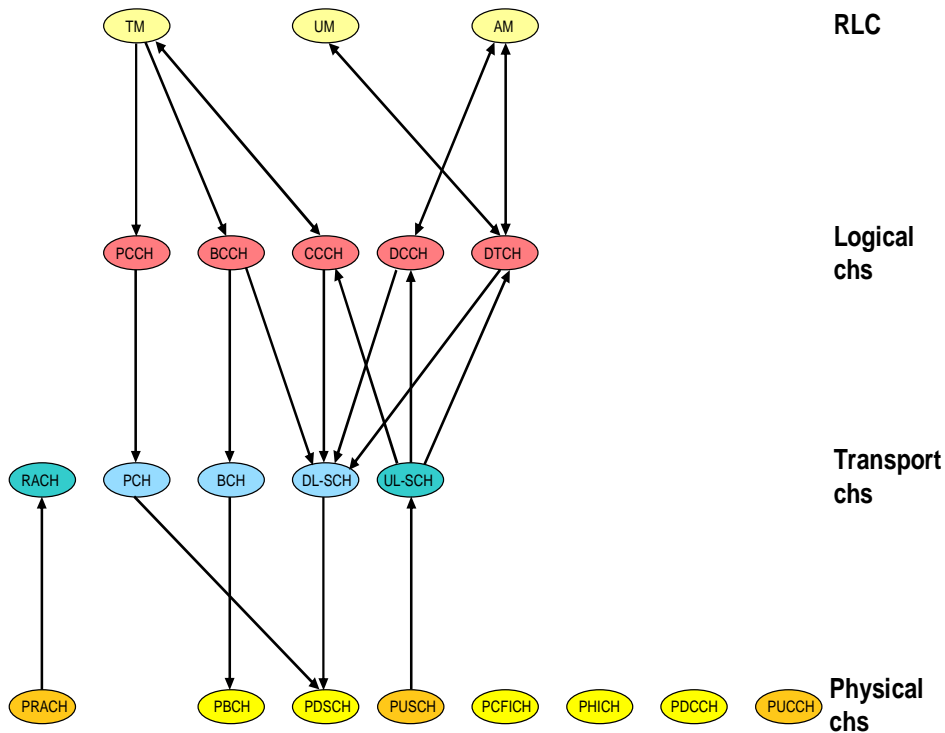 TM
UM
AM
RLC
PCCH
BCCH
CCCH
DCCH
DTCH
Logical
chs
RACH
PCH
BCH
DL-SCH
UL-SCH
Transport
chs
PRACH
PBCH
PDSCH
PUSCH
PCFICH
PHICH
PDCCH
PUCCH
Physical
chs